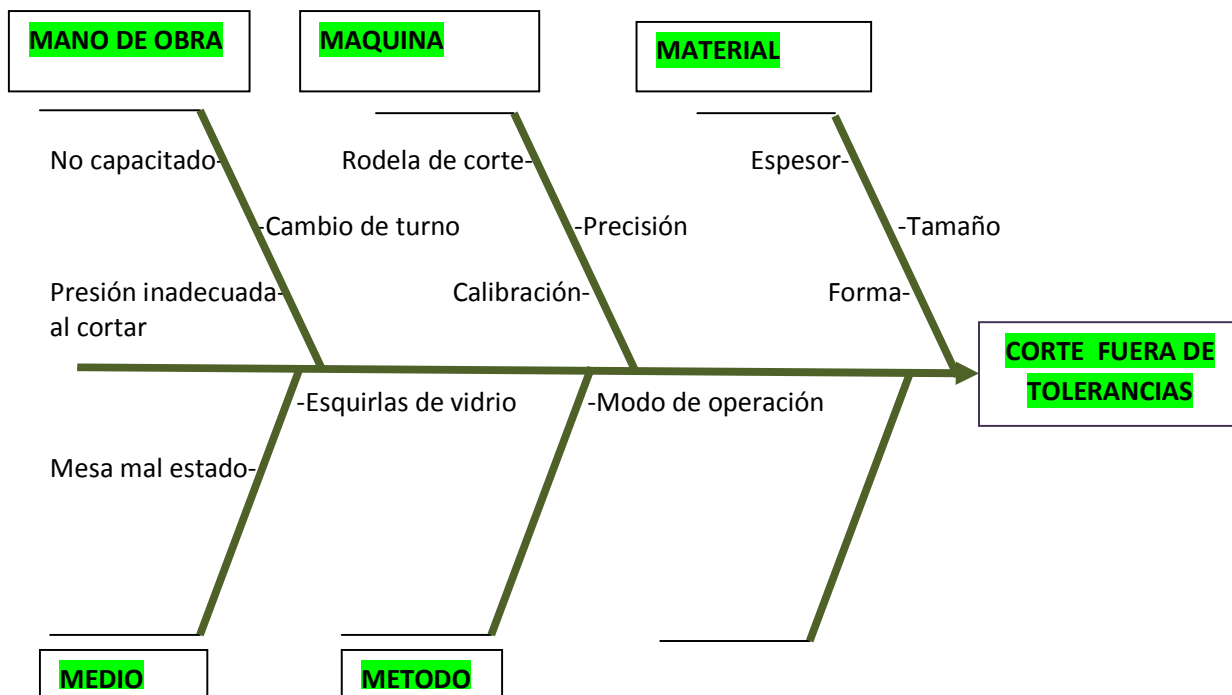 MANO DE OBRA
MAQUINA
MATERIAL
No capacitado-
Rodela de corte-
Espesor-
-Cambio de turno
-Precisión
-Tamaño
Presión inadecuada-
al cortar
Calibración-
Forma-
CORTE FUERA DE
TOLERANCIAS
-Esquirlas de vidrio
-Modo de operación
Mesa mal estado-
MEDIO
METODO